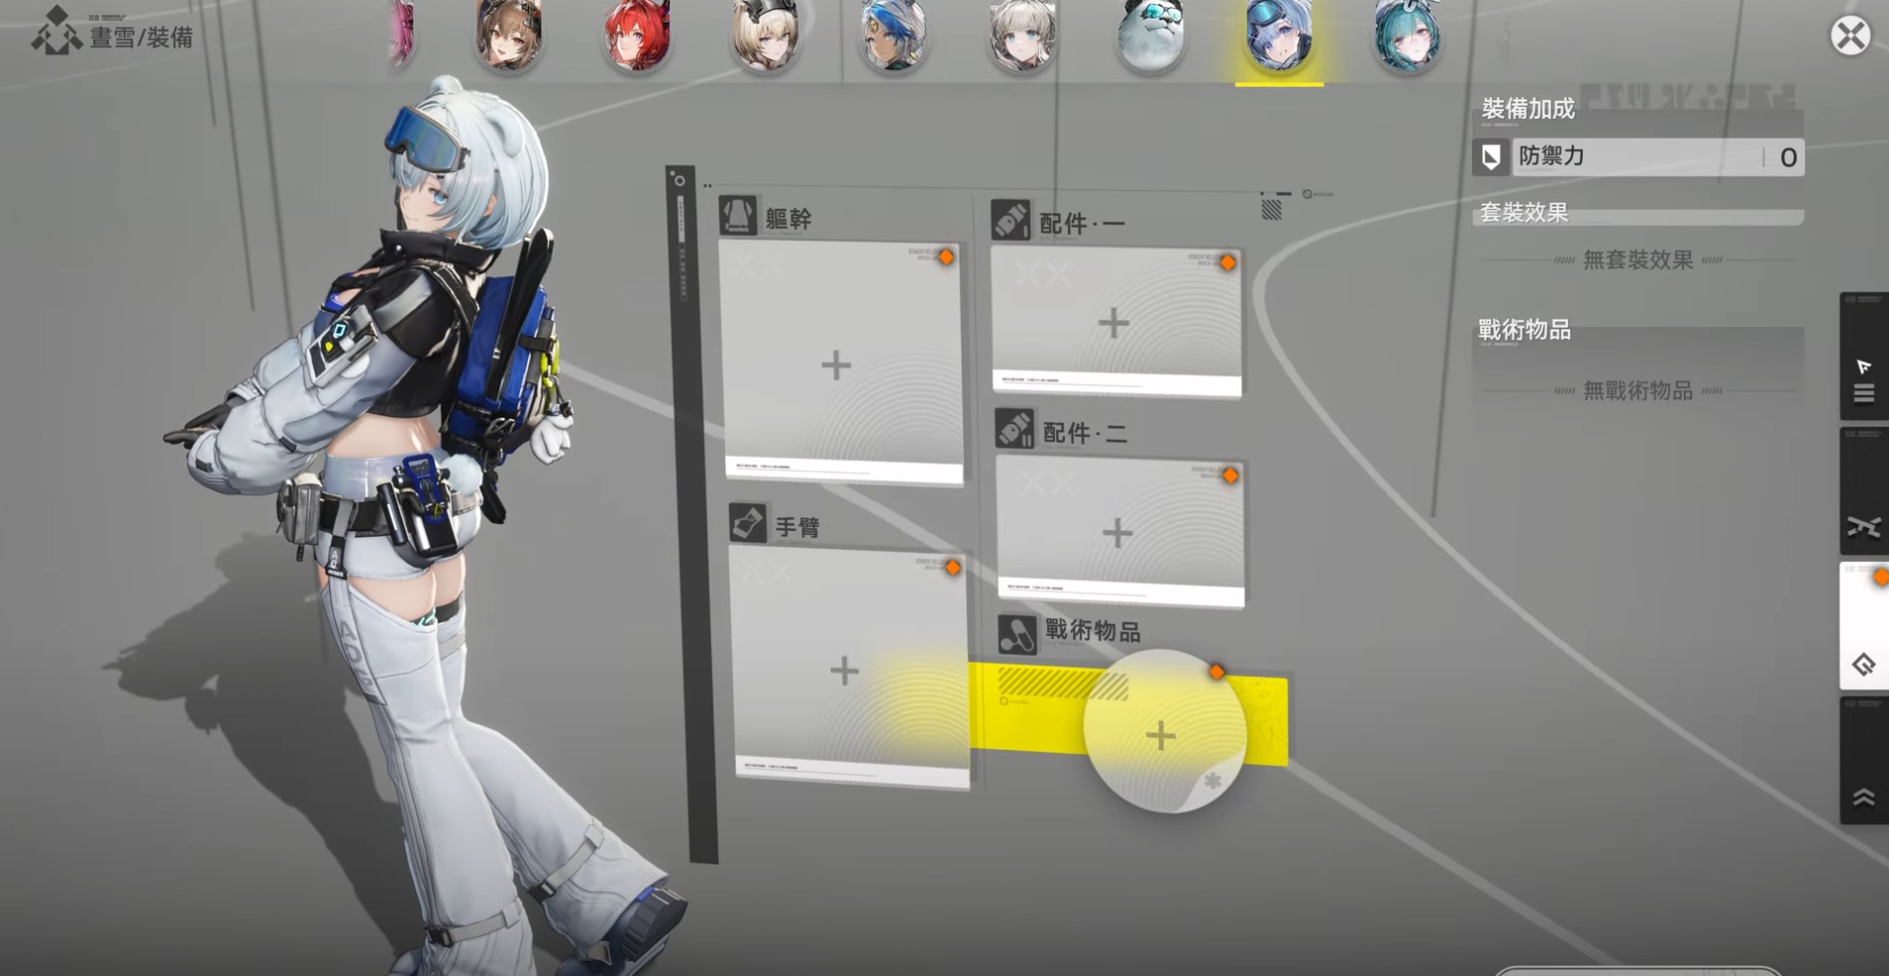 晝雪/裝備
裝備加成
防禦力 0
套裝效果
無套裝效果
戰術物品
無戰術物品
軀幹
配件·一
配件·二
手臂
戰術物品